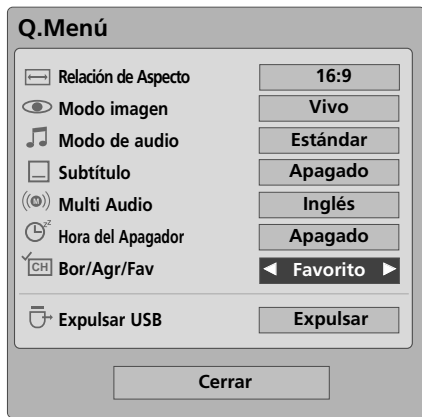 Q.Menú
Relación de Aspecto 16:9
Modo imagen Vivo
Modo de audio Estándar
Subtítulo Apagado
Multi Audio Inglés
Hora del Apagador Apagado
Bor/Agr/Fav ◀ Favorito ▶
Expulsar USB Expulsar
Cerrar